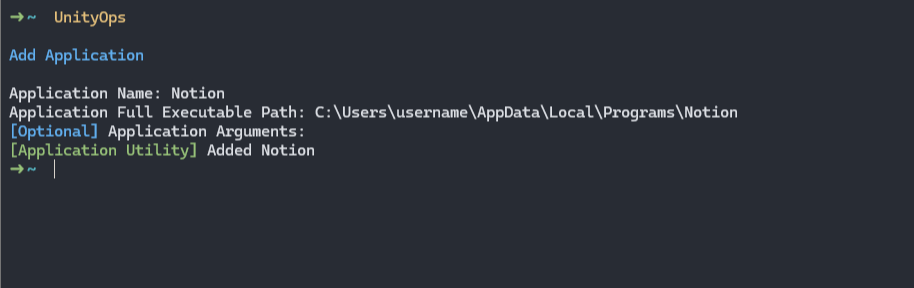 ➜ ~ UnityOps
Add Application
Application Name: Notion
Application Full Executable Path: C:\Users\username\AppData\Local\Programs\Notion
[Optional] Application Arguments:
[Application Utility] Added Notion
➜ ~